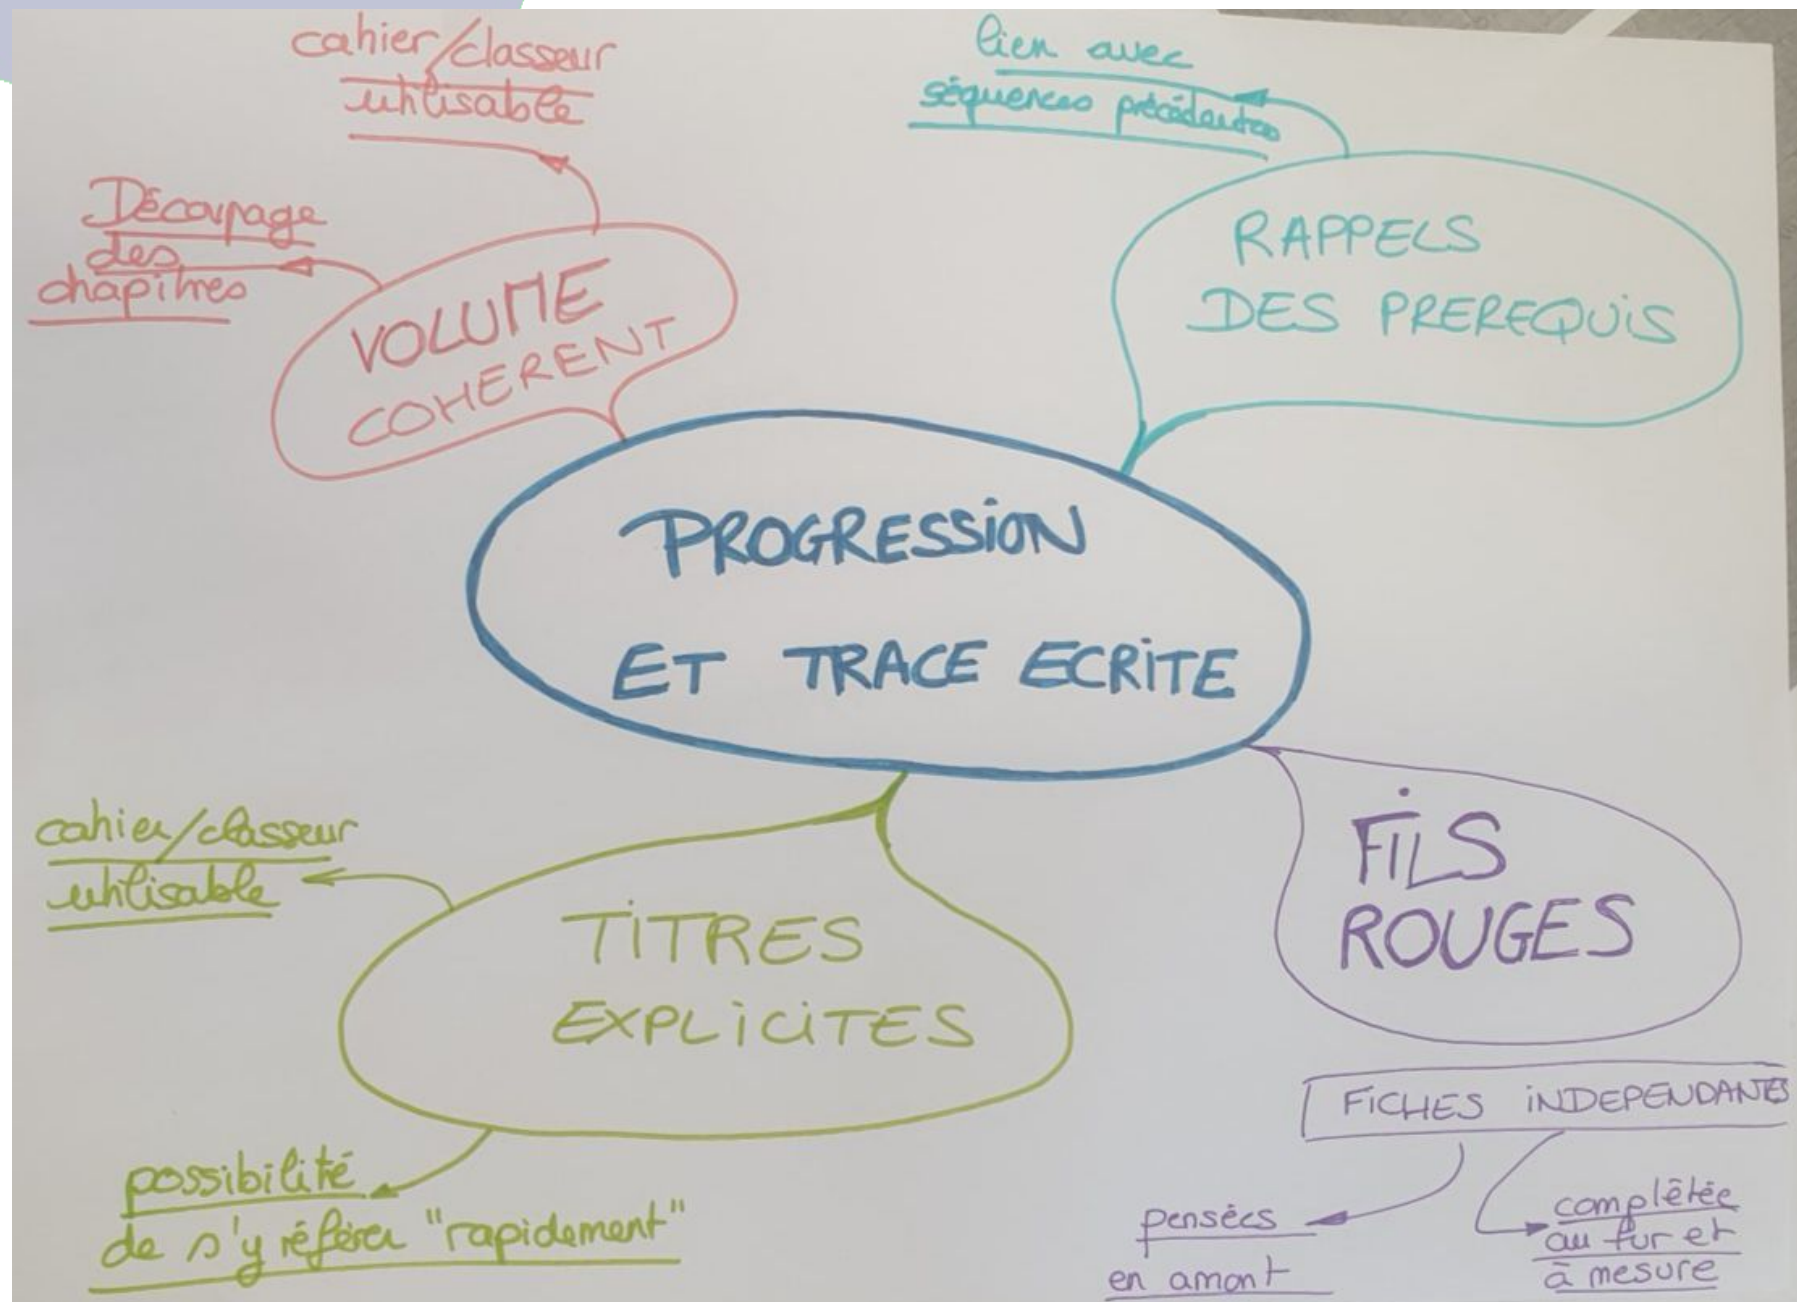 cahier/classeur
utilisable
Découpage
des
chapitres
VOLUME
COHERENT
lien avec
séquences précédentes
RAPPELS
DES PREREQUIS
PROGRESSION
ET TRACE ECRITE
cahier/classeur
utilisable
TITRES
EXPLICITES
possibilité
de s'y référer "rapidement"
FILS
ROUGES
FICHES INDEPENDANTES
pensées
en amont
complêtée
au fur et
à mesure